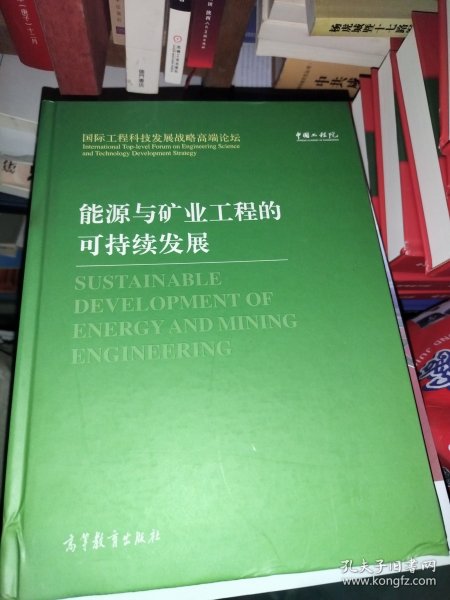 国际工程科技发展战略高端论坛
International Top-level Forum on Engineering Science
and Technology Development Strategy
中国工程院
能源与矿业工程的
可持续发展
SUSTAINABLE
DEVELOPMENT OF
ENERGY AND MINING
ENGINEERING
高等教育出版社
孔夫子旧书网
www.kongfz.com